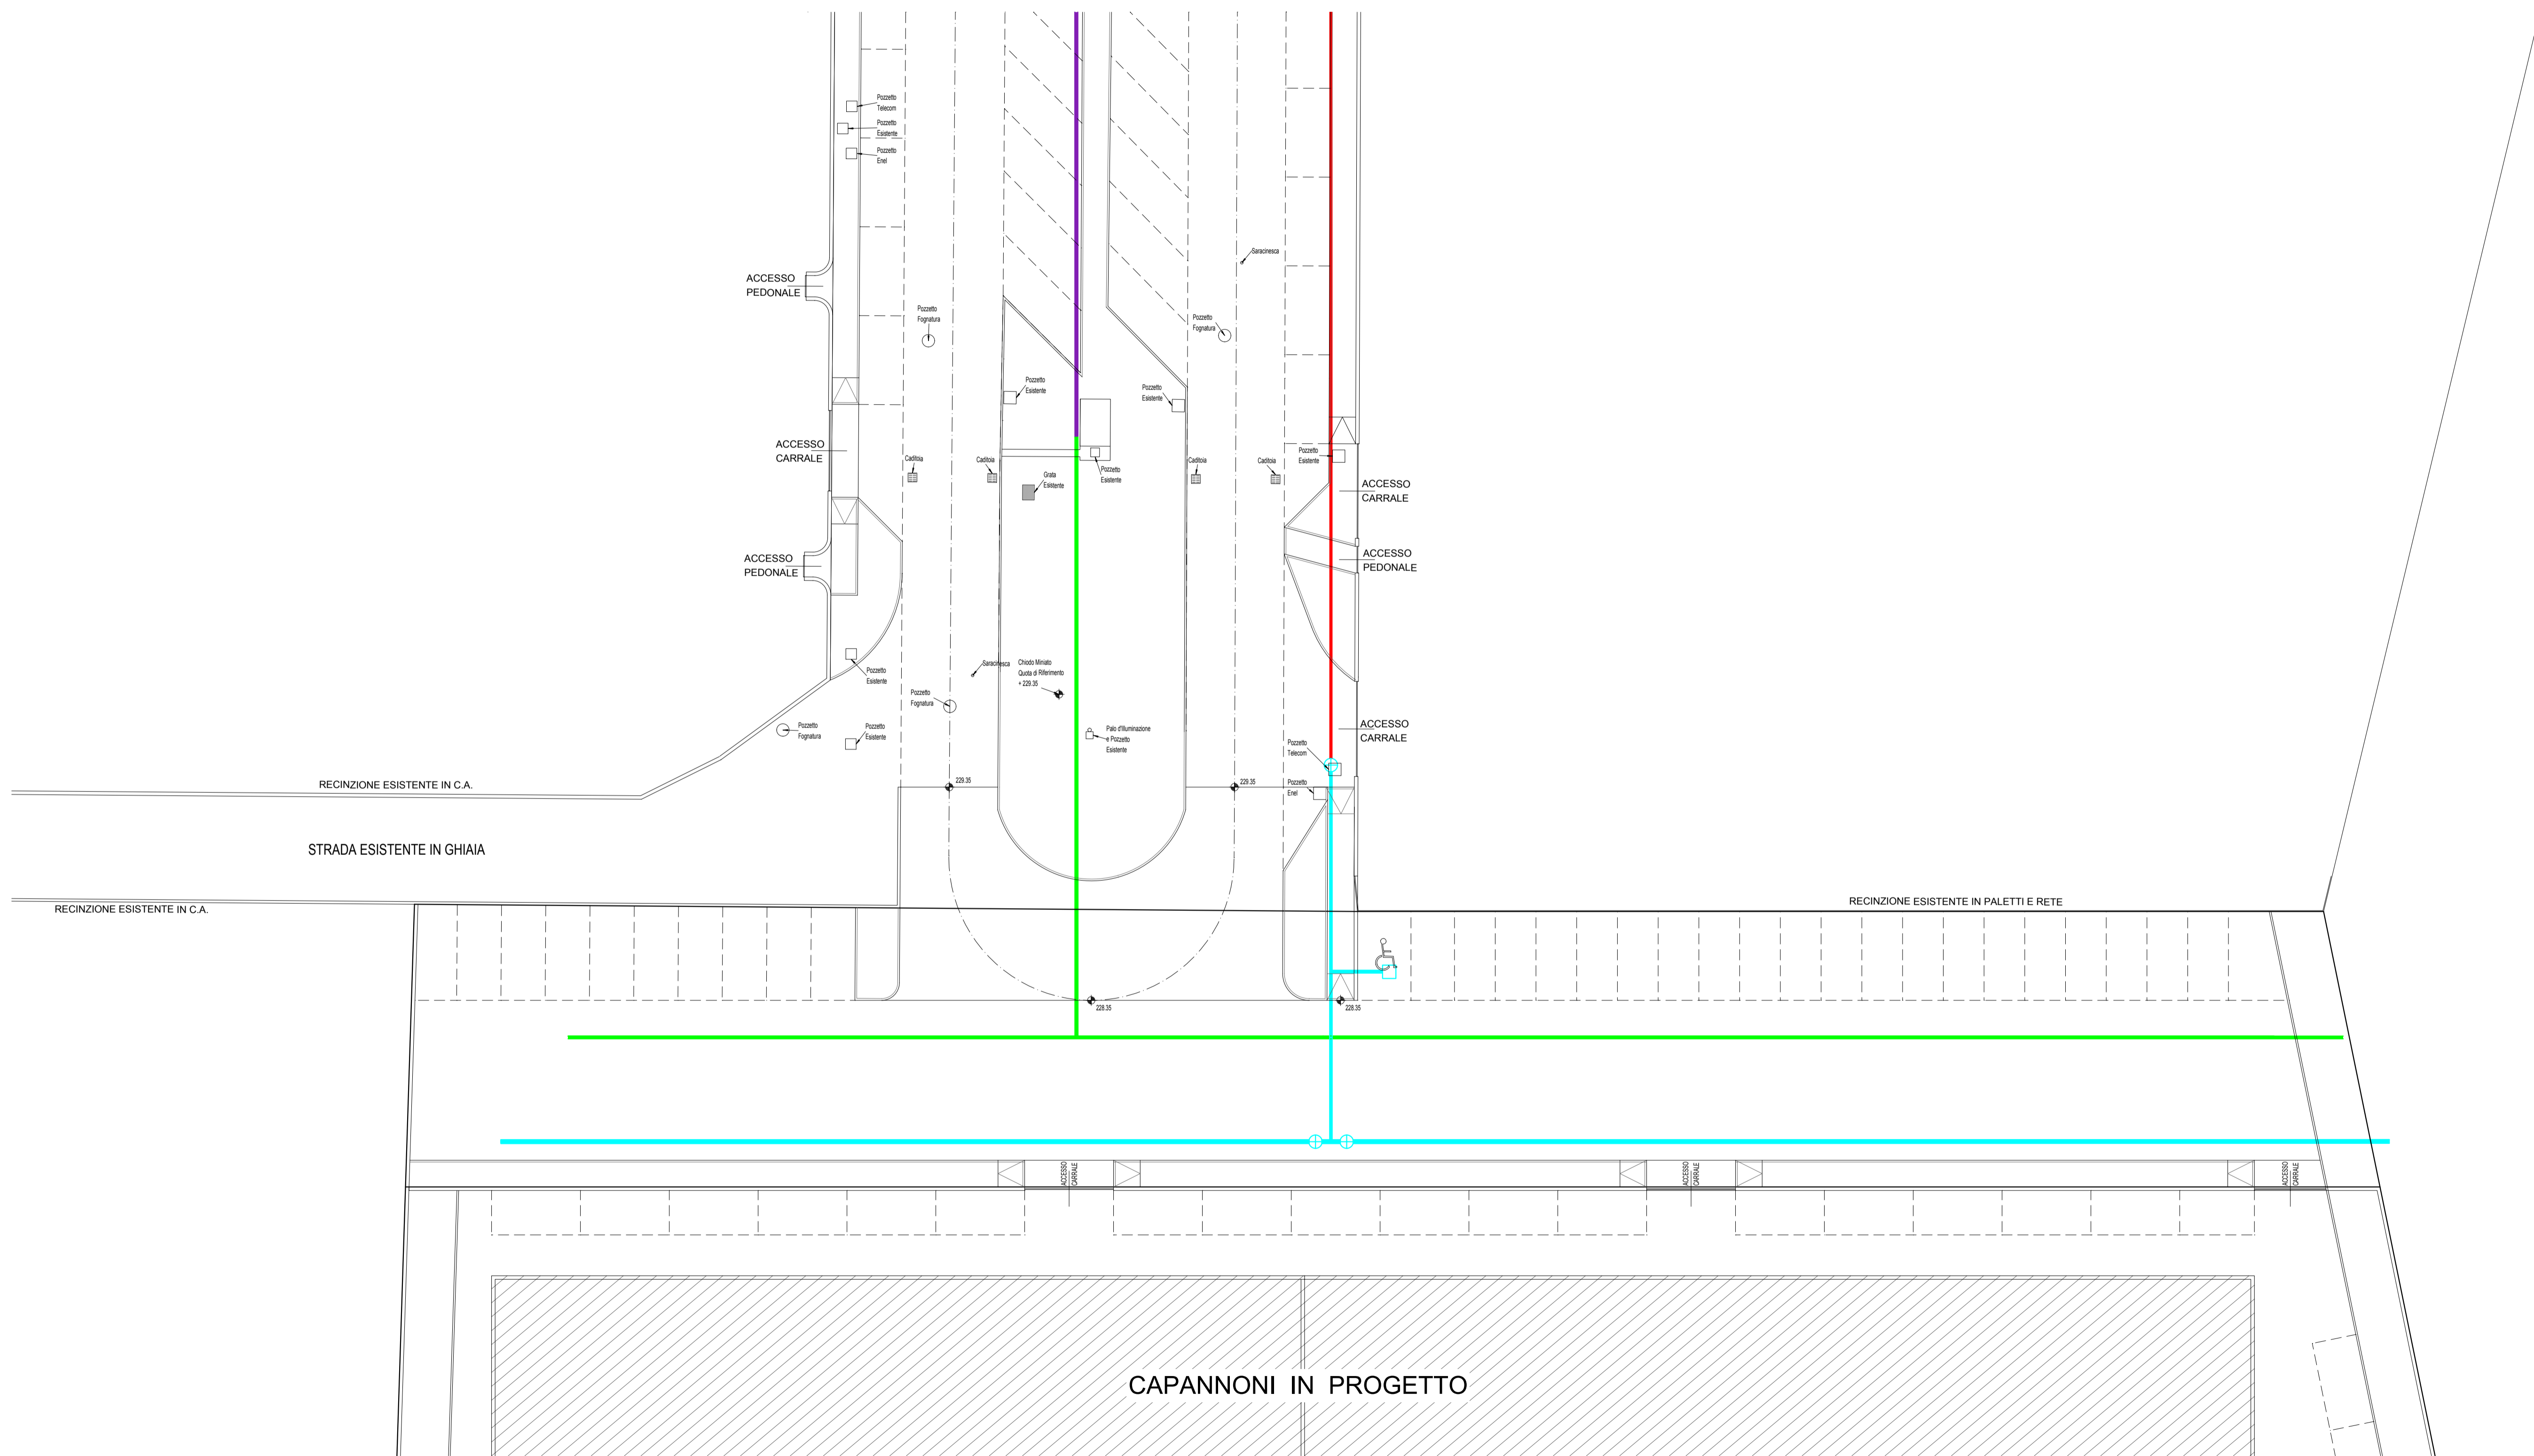 Pozzetto
Telecom
Pozzetto
Esistente
Pozzetto
Enel
Saracinesca
ACCESSO
PEDONALE
Pozzetto
Fognatura
Pozzetto
Fognatura
Pozzetto
Esistente
Pozzetto
Esistente
ACCESSO
CARRALE
Caditoia
Caditoia
Grata
Esistente
Pozzetto
Esistente
Caditoia
Caditoia
Pozzetto
Esistente
ACCESSO
CARRALE
ACCESSO
PEDONALE
ACCESSO
PEDONALE
Saracinesca
Chiodo Miniato
Quota di Riferimento
+ 229.35
Pozzetto
Esistente
Pozzetto
Fognatura
Pozzetto
Fognatura
Pozzetto
Esistente
Palo d'Illuminazione
e Pozzetto
Esistente
ACCESSO
CARRALE
Pozzetto
Telecom
Pozzetto
Enel
229.35
229.35
RECINZIONE ESISTENTE IN C.A.
STRADA ESISTENTE IN GHIAIA
RECINZIONE ESISTENTE IN C.A.
RECINZIONE ESISTENTE IN PALETTI E RETE
228.35
228.35
ACCESSO
CARRALE
ACCESSO
CARRALE
ACCESSO
CARRALE
CAPANNONI IN PROGETTO